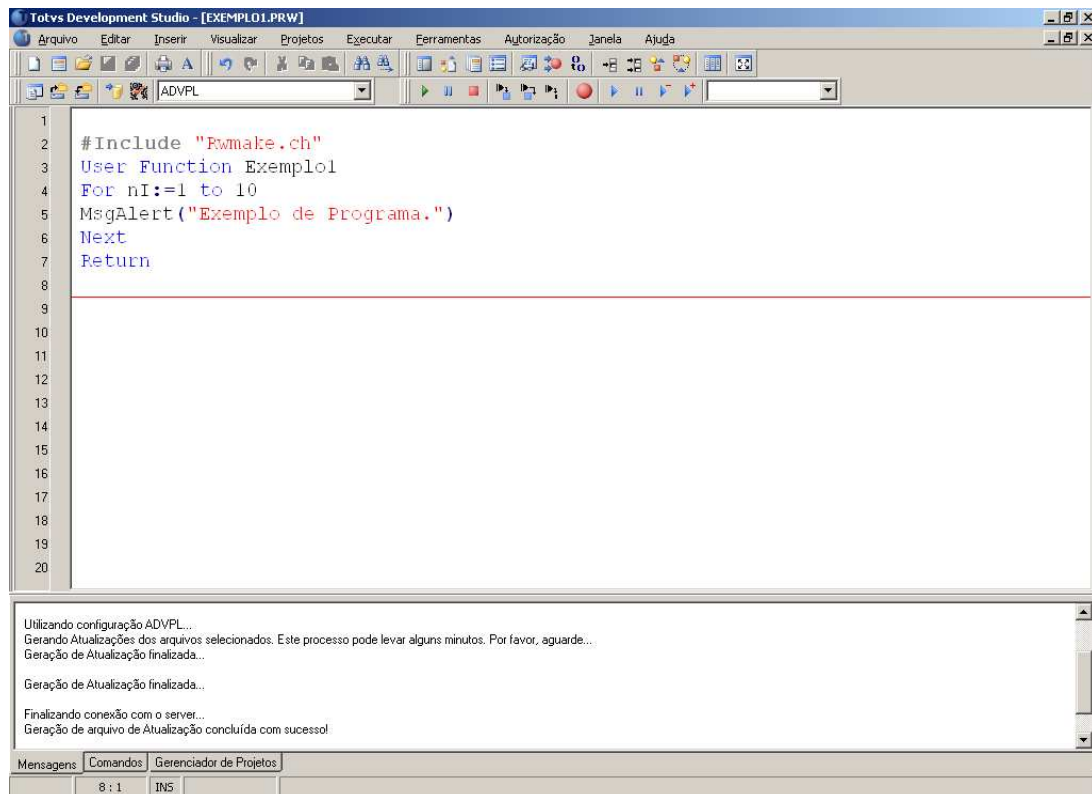 Totvs Development Studio - [EXEMPLO1.PRW]
Arquivo Editar Inserir Visualizar Projetos Executar Ferramentas Autorização Janela Ajuda
ADVPL
1
2 #Include "Rwmake.ch"
3 User Function Exemplo1
4 For nI:=1 to 10
5 MsgAlert("Exemplo de Programa.")
6 Next
7 Return
8
9
10
11
12
13
14
15
16
17
18
19
20
Utilizando configuração ADVPL...
Gerando Atualizações dos arquivos selecionados. Este processo pode levar alguns minutos. Por favor, aguarde...
Geração de Atualização finalizada...
Geração de Atualização finalizada...
Finalizando conexão com o server...
Geração de arquivo de Atualização concluída com sucesso!
Mensagens Comandos Gerenciador de Projetos
8 : 1 INS